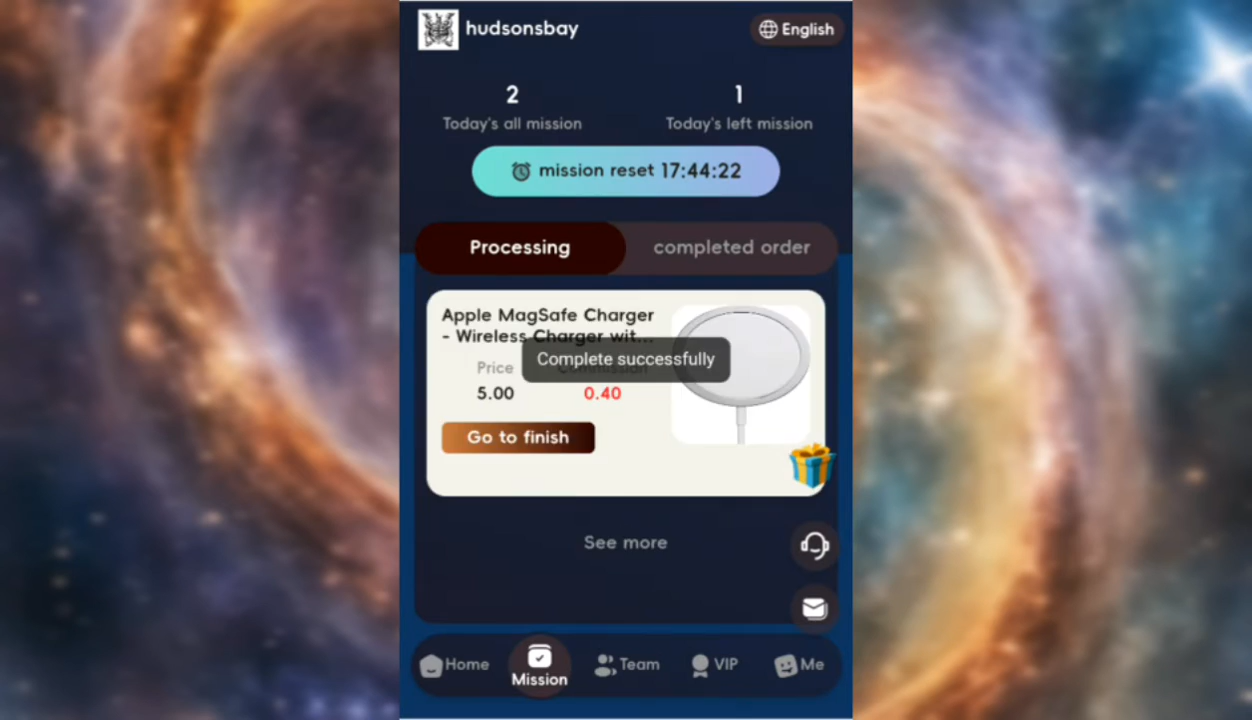 hudsonsbay
English
2
1
Today's all mission
Today's left mission
mission reset 17:44:22
Processing
completed order
Apple MagSafe Charger
- Wireless Charger wit...
Complete successfully
Price
5.00
0.40
Go to finish
See more
Home
Mission
Team
VIP
Me